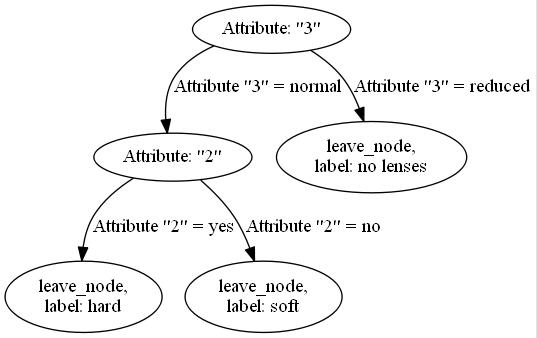 Attribute: "3"
Attribute "3" = normal
Attribute "3" = reduced
Attribute: "2"
leave_node,
label: no lenses
Attribute "2" = yes
Attribute "2" = no
leave_node,
label: hard
leave_node,
label: soft